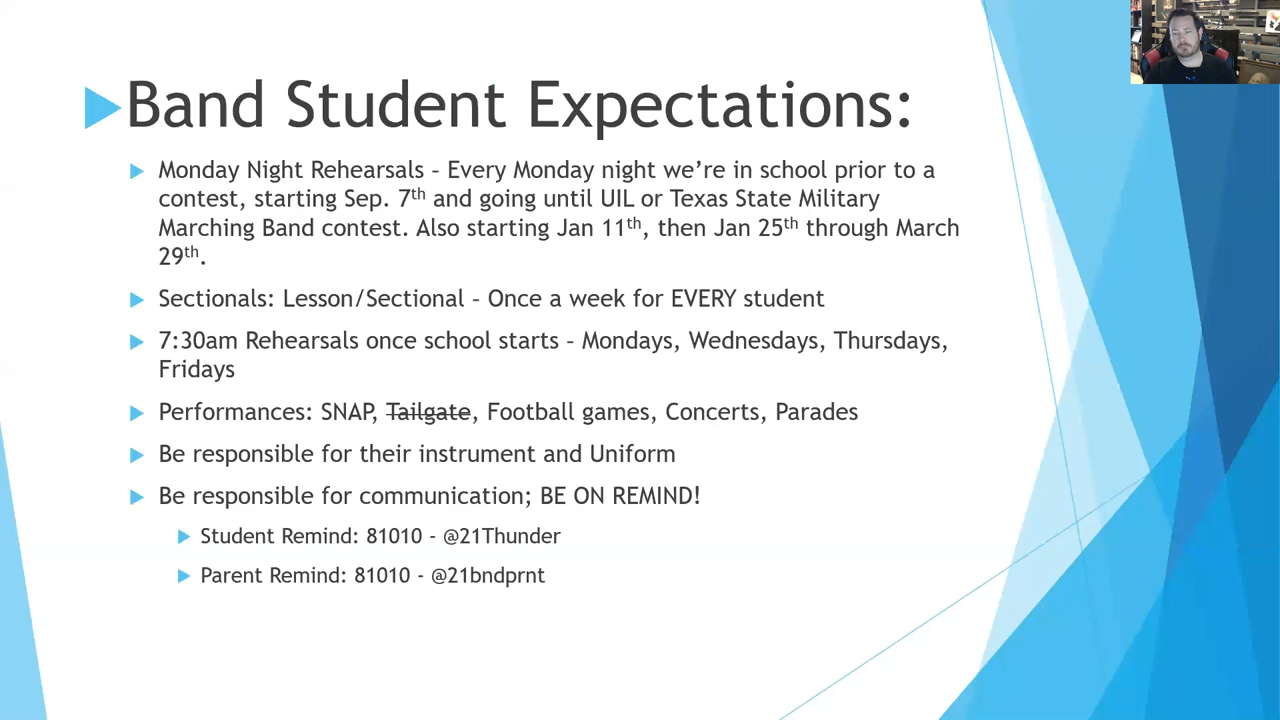 Band Student Expectations:
Monday Night Rehearsals – Every Monday night we're in school prior to a
contest, starting Sep. 7th and going until UIL or Texas State Military
Marching Band contest. Also starting Jan 11th, then Jan 25th through March
29th.
Sectionals: Lesson/Sectional – Once a week for EVERY student
7:30am Rehearsals once school starts – Mondays, Wednesdays, Thursdays,
Fridays
Performances: SNAP, Tailgate, Football games, Concerts, Parades
Be responsible for their instrument and Uniform
Be responsible for communication; BE ON REMIND!
Student Remind: 81010 - @21Thunder
Parent Remind: 81010 - @21bndprnt